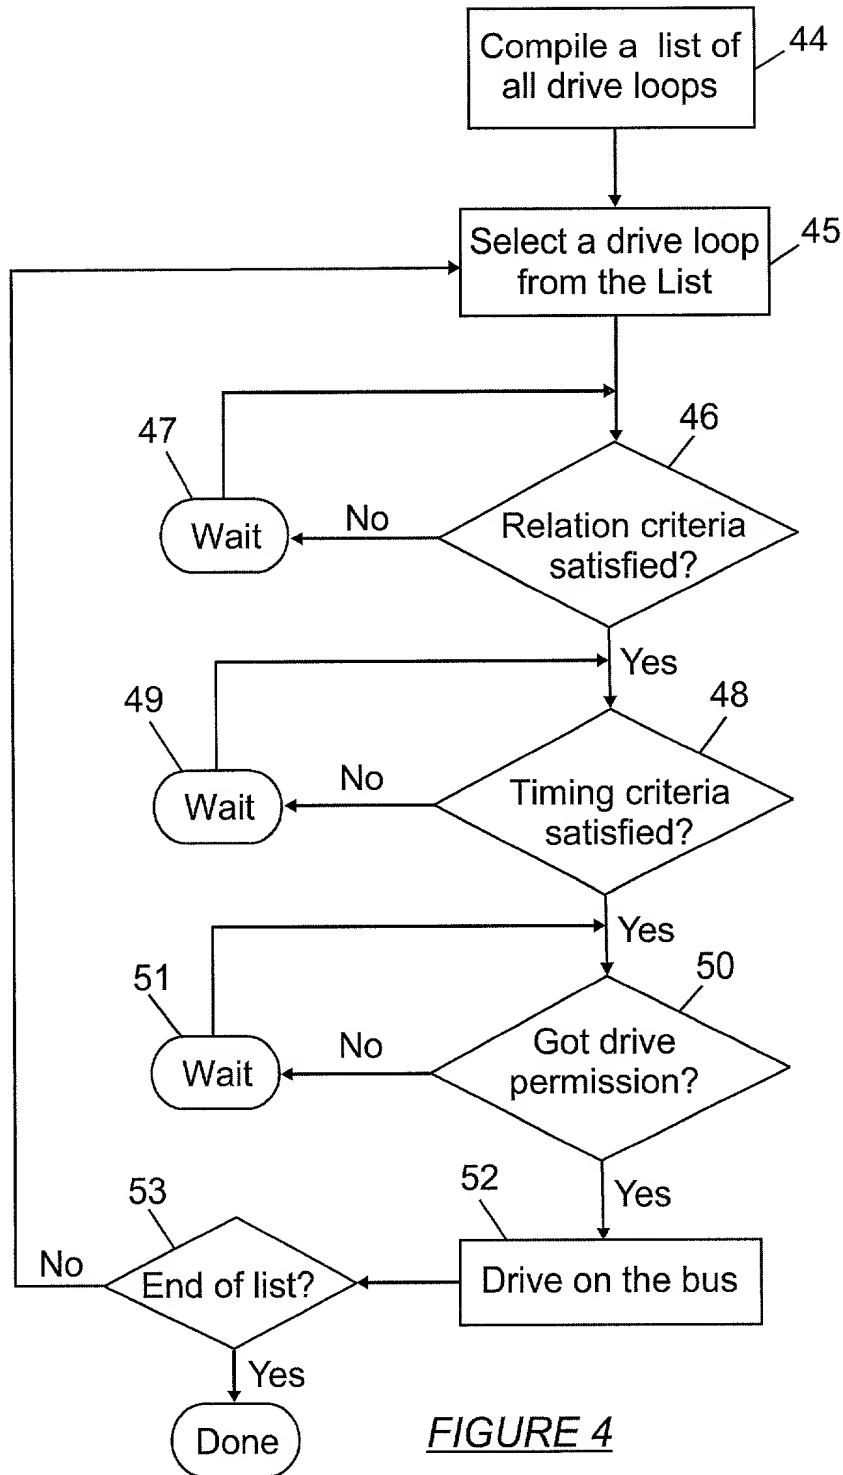 Compile a list of
all drive loops
44
Select a drive loop
from the List
45
46
47
Relation criteria
satisfied?
No
Wait
Yes
48
49
Timing criteria
satisfied?
No
Wait
Yes
50
51
Got drive
permission?
No
Wait
Yes
52
53
Drive on the bus
End of list?
No
Yes
Done
FIGURE 4